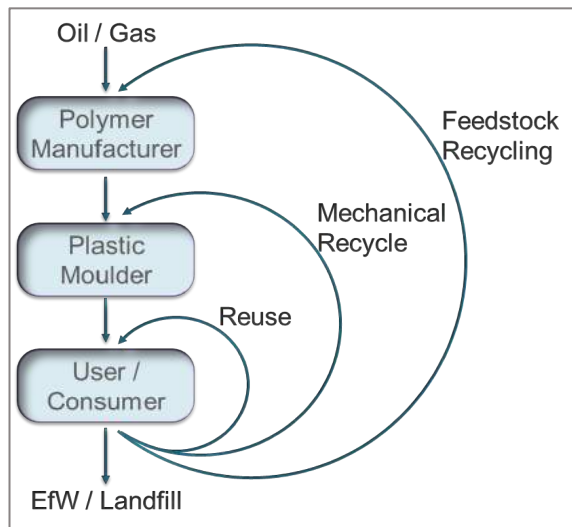 Oil / Gas
Polymer
Manufacturer
Feedstock
Recycling
Mechanical
Recycle
Plastic
Moulder
Reuse
User /
Consumer
EfW / Landfill